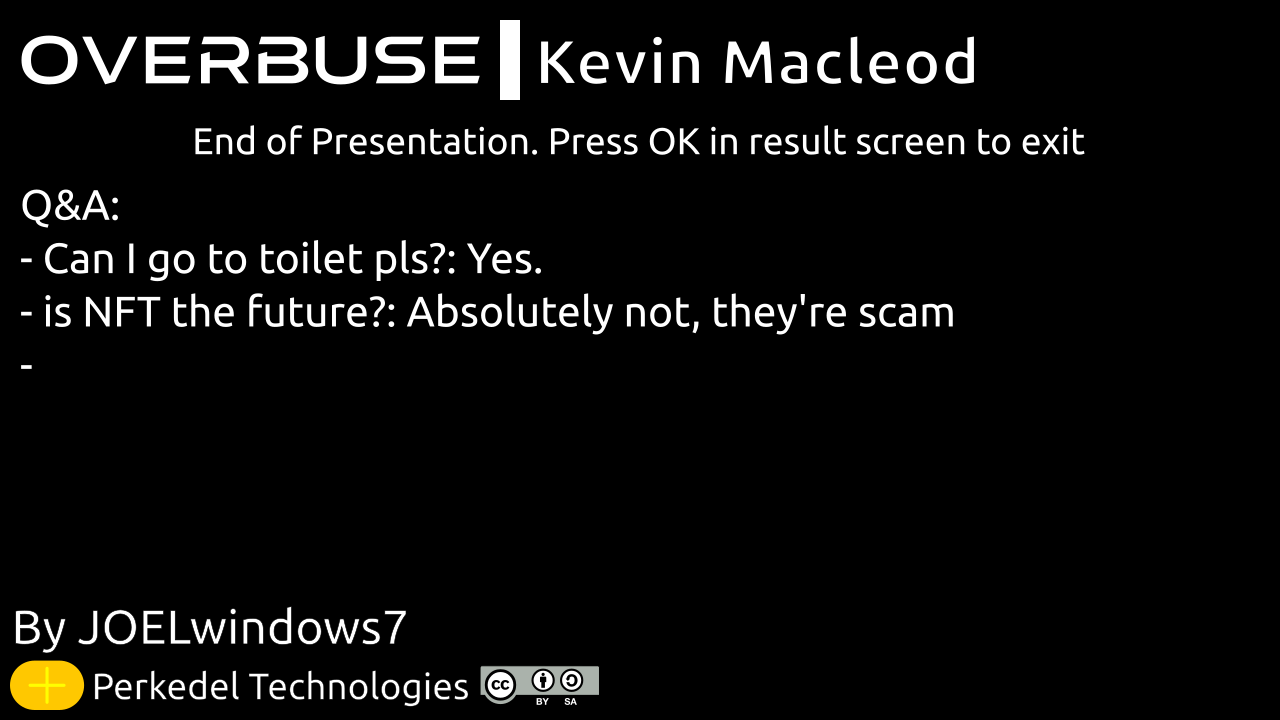 OVERBUSE Kevin Macleod
End of Presentation. Press OK in result screen to exit
Q&A:
- Can I go to toilet pls?: Yes.
- is NFT the future?: Absolutely not, they're scam
-
By JOELwindows7
Perkedel Technologies cc BY SA